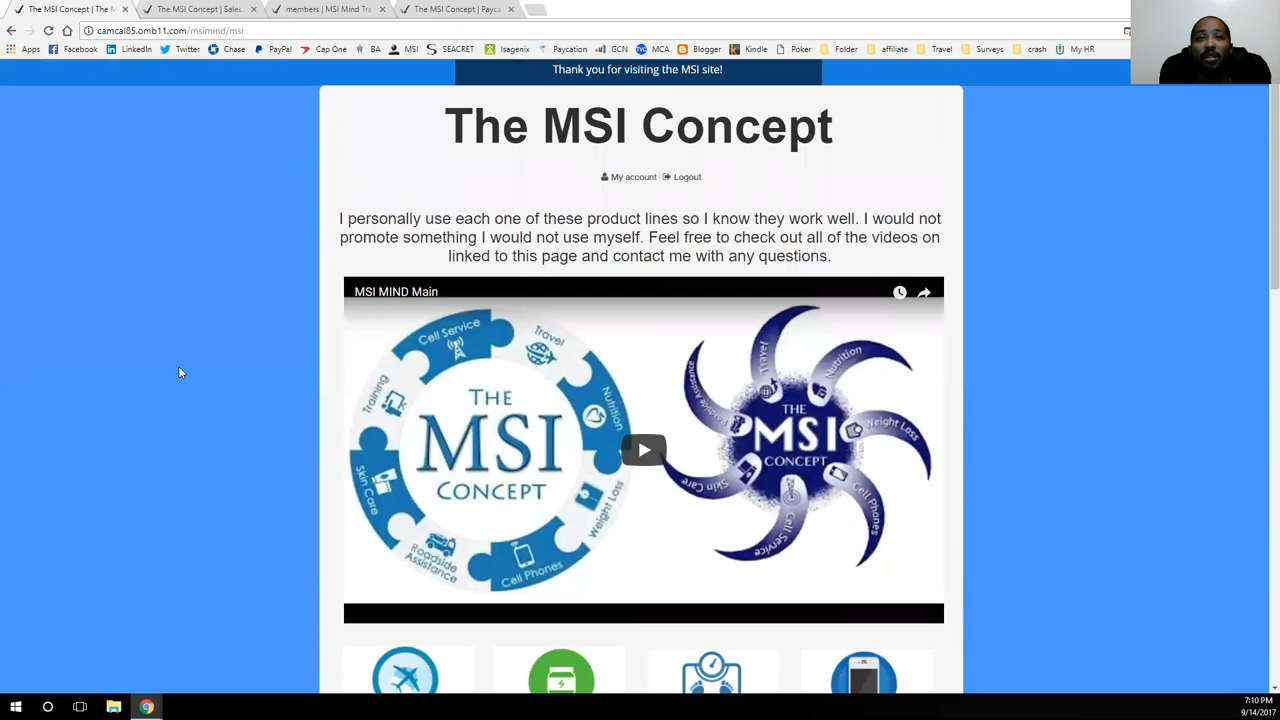 The MSI Concept | The M
The MSI Concept | Sales
members | MSI Mind Tra
The MSI Concept | Payca
camcal85.omb11.com/msimind/msi
Apps Facebook LinkedIn Twitter Chase PayPal Cap One BA MSI SEACRET Isagenix Paycation GCN MCA Blogger Kindle Poker Folder affiliate Travel Surveys crash My HR
Thank you for visiting the MSI site!
The MSI Concept
My account Logout
I personally use each one of these product lines so I know they work well. I would not
promote something I would not use myself. Feel free to check out all of the videos on
linked to this page and contact me with any questions.
MSI MIND Main
Cell Service
Travel
Nutrition
Weight Loss
Cell Phones
Roadside
Assistance
Skin Care
Training
THE
MSI
CONCEPT
Travel
Nutrition
Weight Loss
Cell Phones
Cell Service
Skin Care
Roadside Assistance
THE
MSI
CONCEPT
7:10 PM
9/14/2017